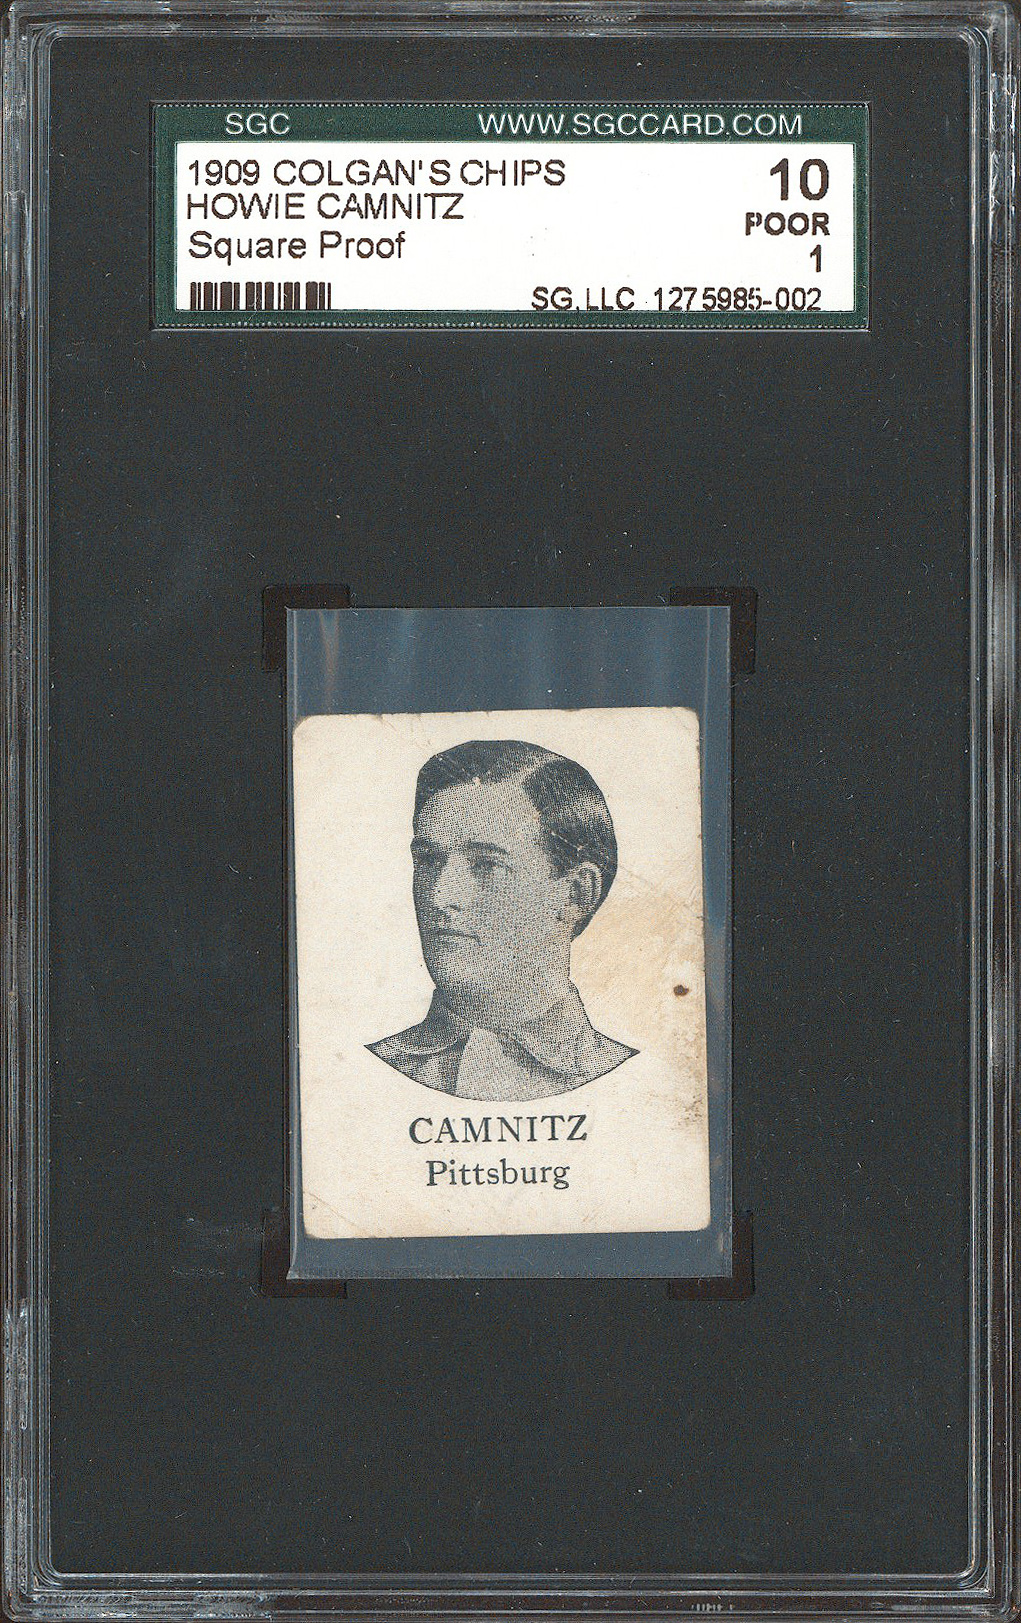 SGC WWW.SGCCARD.COM
1909 COLGAN'S CHIPS 10
HOWIE CAMNITZ POOR
Square Proof 1
SG, LLC 1275985-002
CAMNITZ
Pittsburg